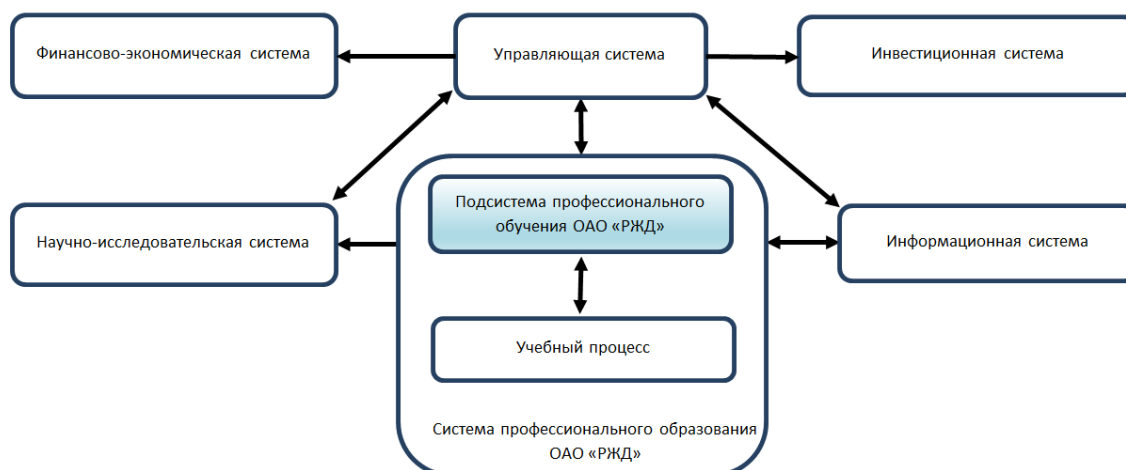 Финансово-экономическая система
Управляющая система
Инвестиционная система
Подсистема профессионального
обучения ОАО «РЖД»
Научно-исследовательская система
Информационная система
Учебный процесс
Система профессионального образования
ОАО «РЖД»